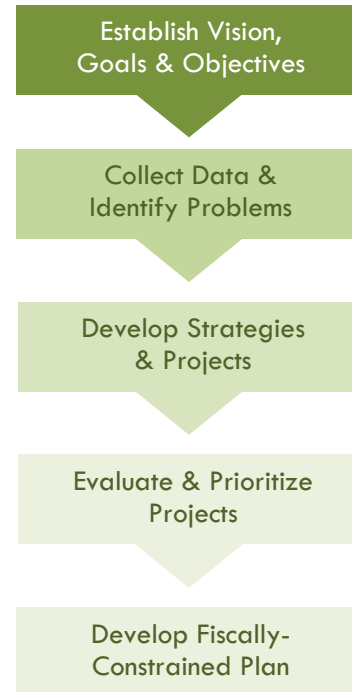 Establish Vision,
Goals & Objectives
Collect Data &
Identify Problems
Develop Strategies
& Projects
Evaluate & Prioritize
Projects
Develop Fiscally-
Constrained Plan